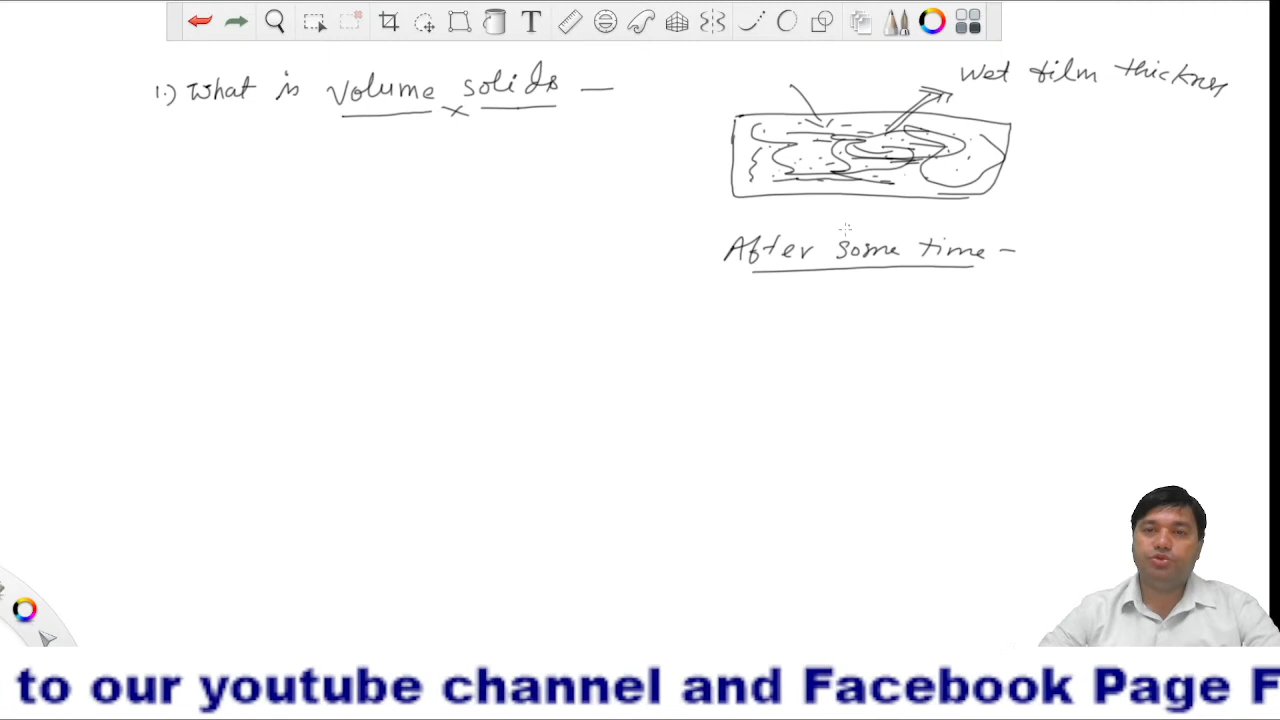 1.) What is volume solids —
Wet film thickness
After some time —
to our youtube channel and Facebook Page F